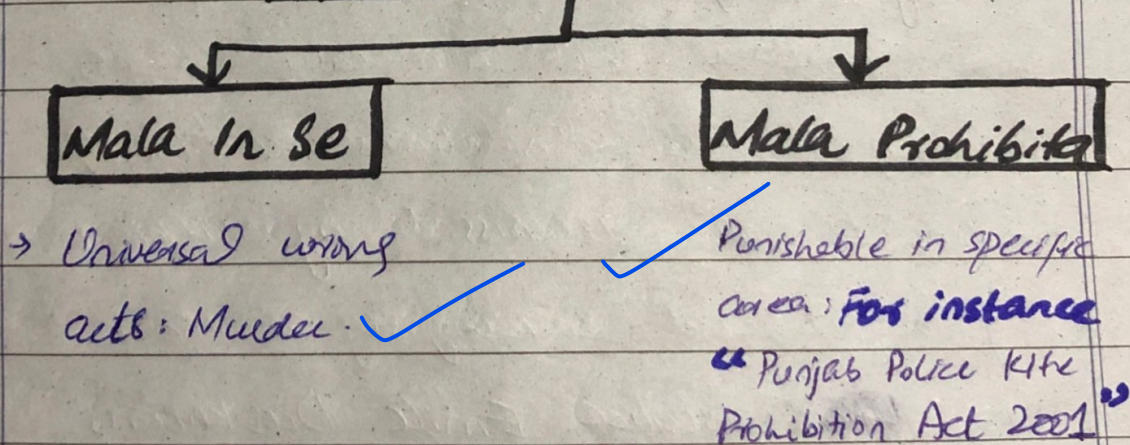 Mala In Se
Mala Prohibita
→ Universal wrong
acts: Murder.
Punishable in specific
area: For instance
“Punjab Police Kite
Prohibition Act 2001”